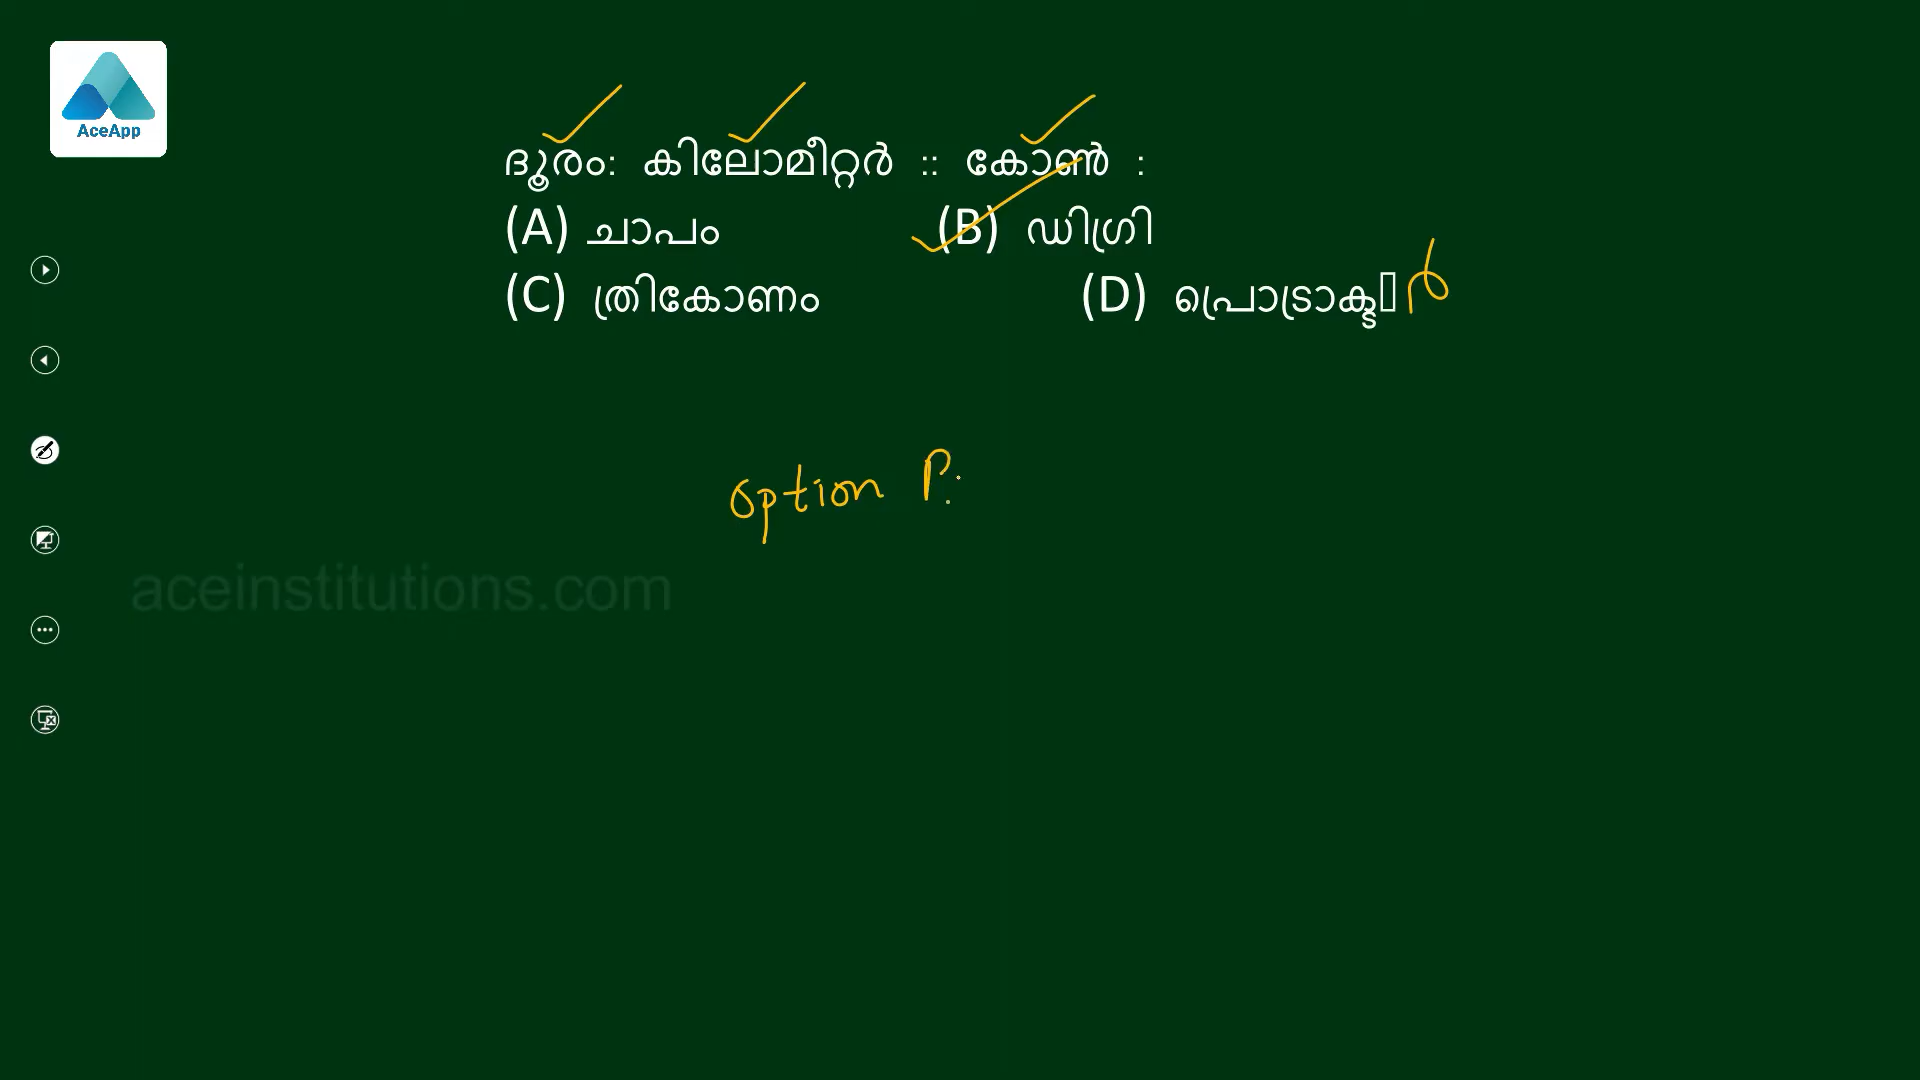 AceApp
ദൂരം: കിലോമീറ്റർ :: കോൺ :
(A) ചാപം (B) ഡിഗ്രി
(C) ത്രികോണം (D) പ്രൊട്രാക്ടർ
option
aceinstitutions.com